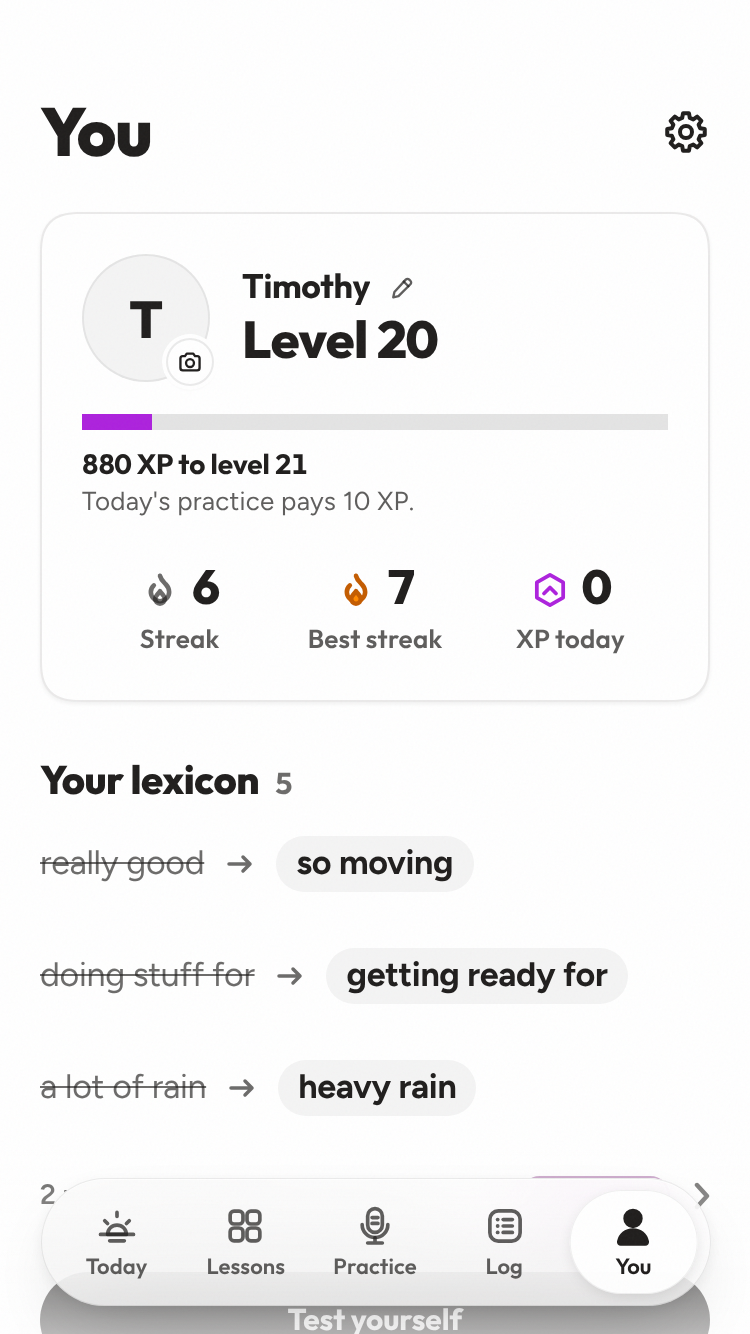 You
T
Timothy
Level 20
880 XP to level 21
Today's practice pays 10 XP.
6
Streak
7
Best streak
0
XP today
Your lexicon 5
really good → so moving
doing stuff for → getting ready for
a lot of rain → heavy rain
2
Today
Lessons
Practice
Log
You
Test yourself